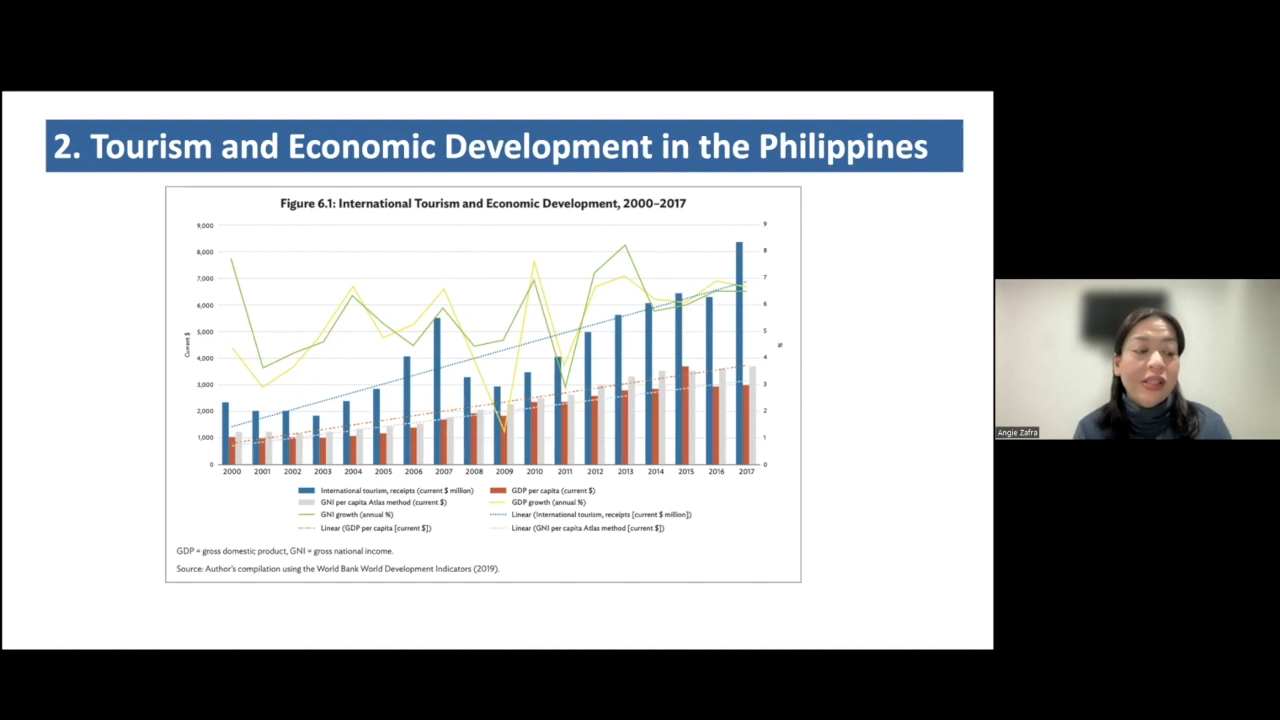 2. Tourism and Economic Development in the Philippines
Figure 6.1: International Tourism and Economic Development, 2000–2017
9,000
8,000
7,000
6,000
5,000
4,000
3,000
2,000
1,000
0
Current $
9
8
7
6
5
4
3
2
1
0
%
2000 2001 2002 2003 2004 2005 2006 2007 2008 2009 2010 2011 2012 2013 2014 2015 2016 2017
International tourism, receipts (current $ million) GDP per capita (current $)
GNI per capita Atlas method (current $) GDP growth (annual %)
GNI growth (annual %) Linear (International tourism, receipts [current $ million])
Linear (GDP per capita [current $]) Linear (GNI per capita Atlas method [current $])
GDP = gross domestic product, GNI = gross national income.
Source: Author's compilation using the World Bank World Development Indicators (2019).
Angie Zafra